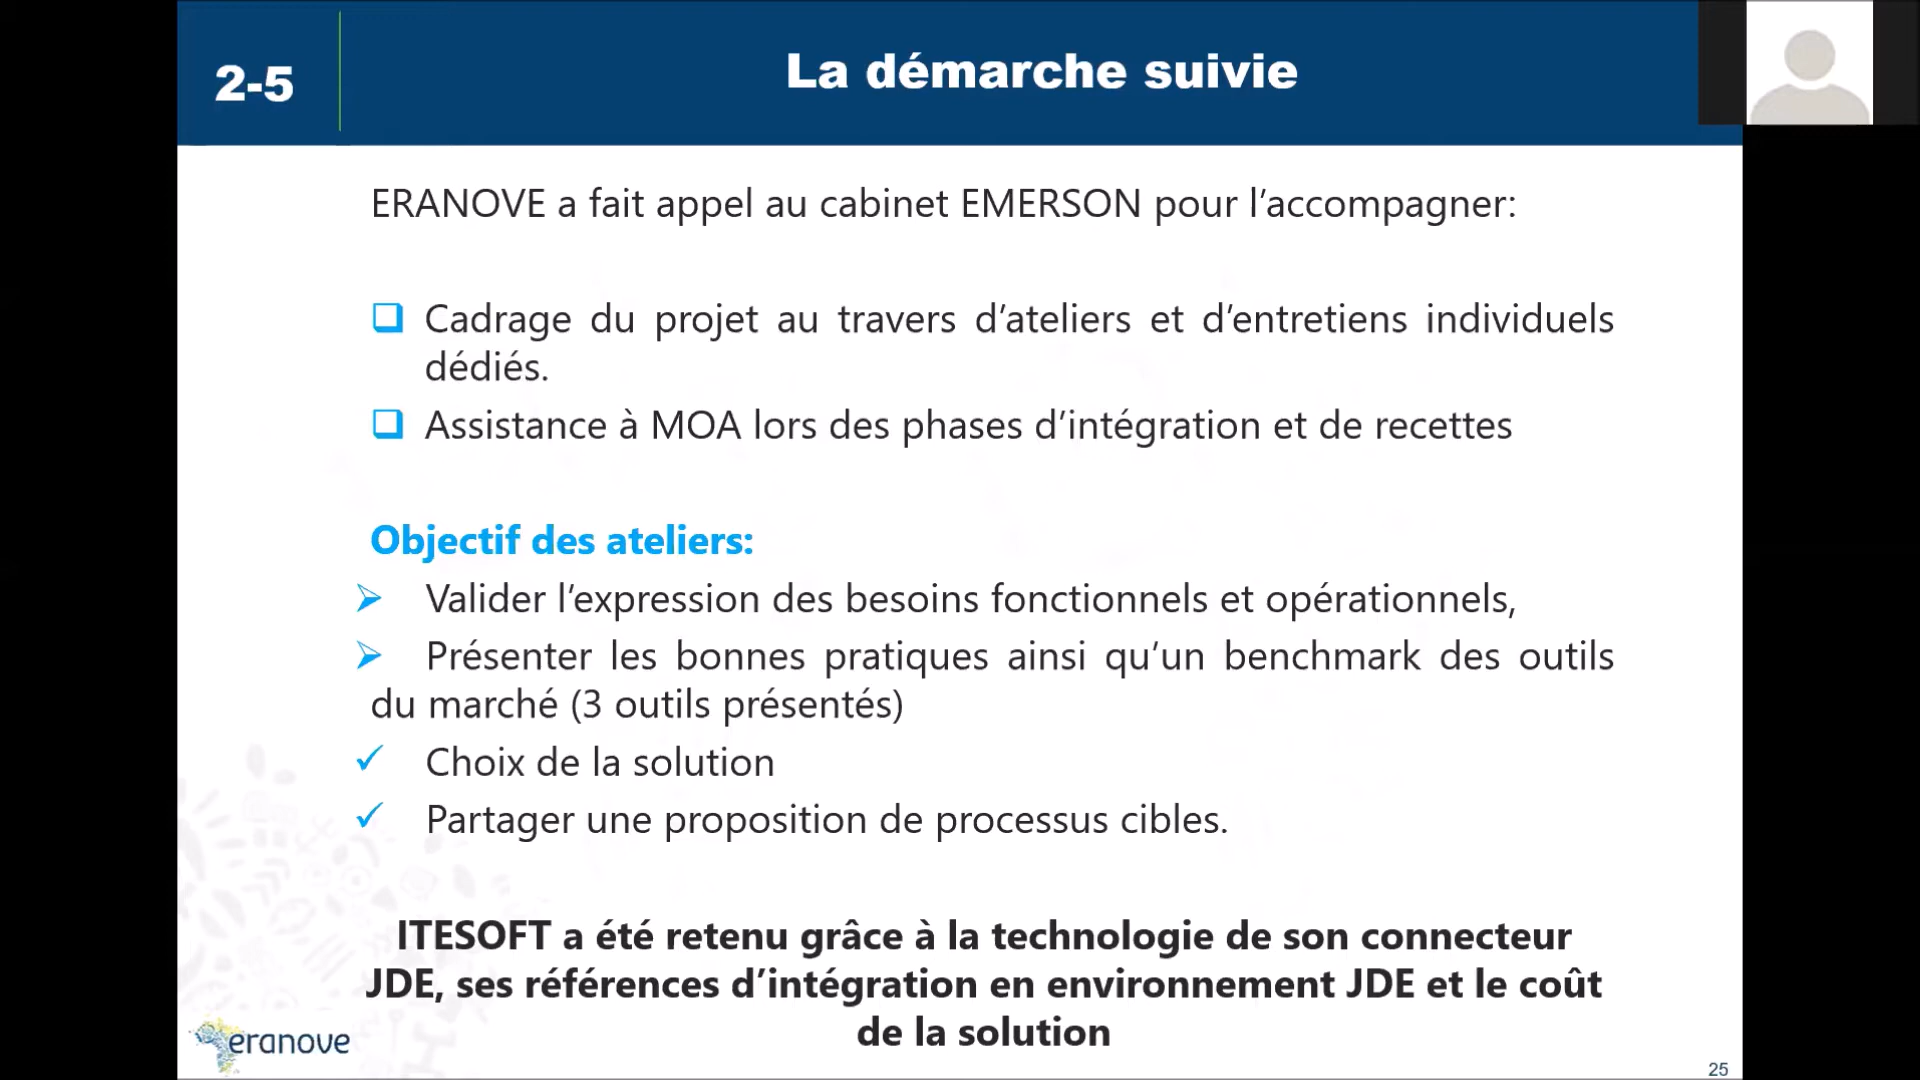 2-5
La démarche suivie
ERANOVE a fait appel au cabinet EMERSON pour l’accompagner:
Cadrage du projet au travers d’ateliers et d’entretiens individuels
dédiés.
Assistance à MOA lors des phases d’intégration et de recettes
Objectif des ateliers:
Valider l’expression des besoins fonctionnels et opérationnels,
Présenter les bonnes pratiques ainsi qu’un benchmark des outils
du marché (3 outils présentés)
Choix de la solution
Partager une proposition de processus cibles.
ITESOFT a été retenu grâce à la technologie de son connecteur
JDE, ses références d’intégration en environnement JDE et le coût
de la solution
eranove
25